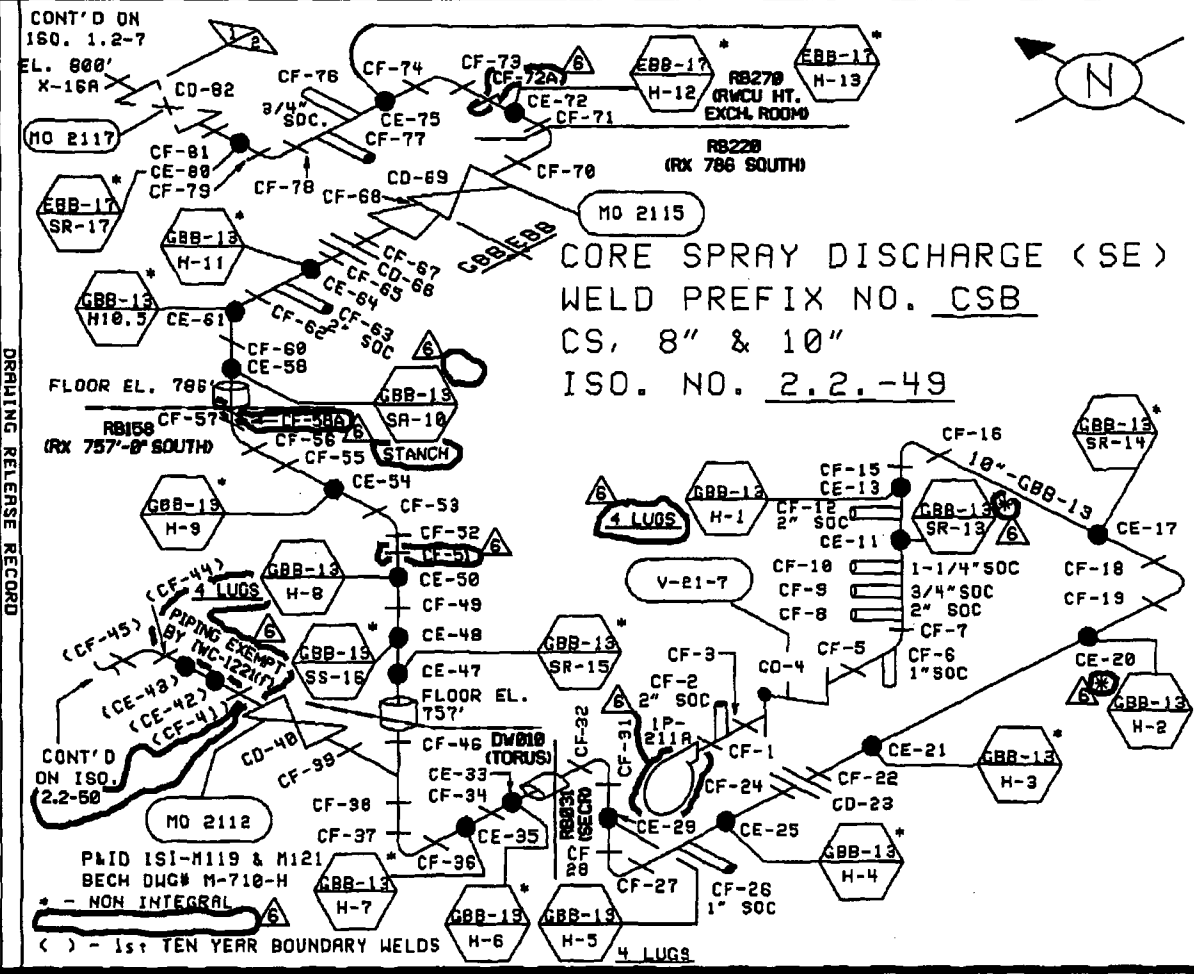 CONT'D ON
ISO. 1.2-7
EL. 800'
X-16A
CD-82
MO 2117
1
2
CF-76
CF-74
CF-73
6
CF-72A
CE-72
CF-71
EBB-17
H-12
*
RB270
(RWCU HT.
EXCH. ROOM)
EBB-17
H-13
*
N
3/4"
SOC.
CE-75
CF-77
CF-81
CE-80
CF-79
CF-78
RB220
(RX 786 SOUTH)
CF-70
CD-69
CF-68
MO 2115
EBB-17
SR-17
*
GBB-13
H-11
*
GBB/EBB
CF-67
CD-66
CF-65
CE-64
CF-63
2" SOC
CF-62
GBB-13
H10.5
*
CE-61
CORE SPRAY DISCHARGE (SE)
WELD PREFIX NO. CSB
CS, 8" & 10"
ISO. NO. 2.2.-49
DRAWING RELEASE RECORD
CF-60
CE-58
6
FLOOR EL. 786'
GBB-13
SA-10
CF-57
CF-58A
6
STANCH
RB158
(RX 757'-0" SOUTH)
CF-56
CF-55
CE-54
GBB-13
H-9
*
CF-53
CF-52
CF-51
6
CE-50
GBB-13
H-8
*
4 LUGS
6
CF-49
CE-48
GBB-13
SS-16
*
CE-47
GBB-13
SR-15
*
FLOOR EL.
757'
(CF-44)
(CF-45)
PIPING EXEMPT
BY IWC-1221(f)
(CE-43)
(CE-42)
(CF-41)
CONT'D
ON ISO.
2.2-50
CD-40
CF-39
MO 2112
CF-46
CF-38
CF-37
CF-36
CF-34
CE-33
CE-35
DW010
(TORUS)
CF-32
CF-31
RB031
(SECR)
CF
28
CE-29
CF-27
CF-26
1" SOC
CE-25
CF-24
CD-23
CF-22
CE-21
6
1P-
211A
CF-1
CF-2
2" SOC
CF-3
CD-4
V-21-7
CF-5
CF-6
1"SOC
CF-7
CF-8
2" SOC
CF-9
3/4"SOC
CF-10
1-1/4"SOC
CE-11
CF-12
2" SOC
CE-13
CF-15
CF-16
10"-GBB-13
6
4 LUGS
GBB-13
H-1
*
GBB-13
SR-13
*
6
GBB-13
SR-14
*
CE-17
CF-18
CF-19
CE-20
6
*
GBB-13
H-2
GBB-13
H-3
*
GBB-13
H-4
*
GBB-13
H-5
4 LUGS
GBB-13
H-6
*
GBB-13
H-7
*
P&ID ISI-M119 & M121
BECH DWG# M-710-H
* - NON INTEGRAL
6
( ) - 1st TEN YEAR BOUNDARY WELDS